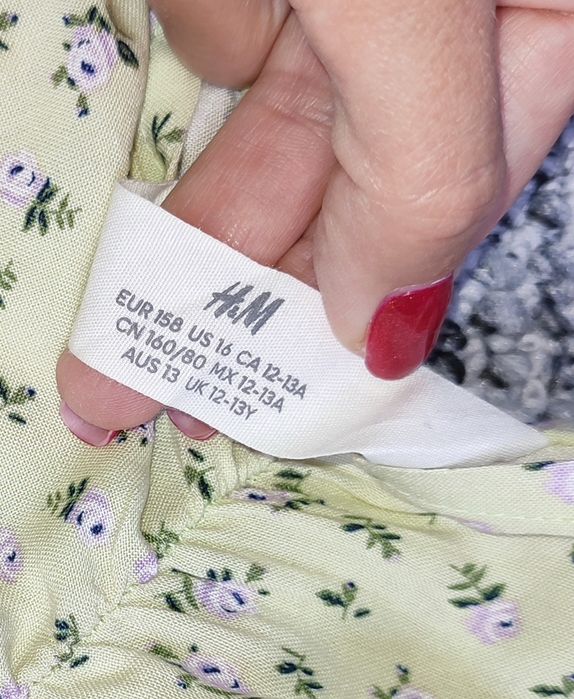 H&M
EUR 158 US 16 CA 12-13A
CN 160/80 MX 12-13A
AUS 13 UK 12-13Y